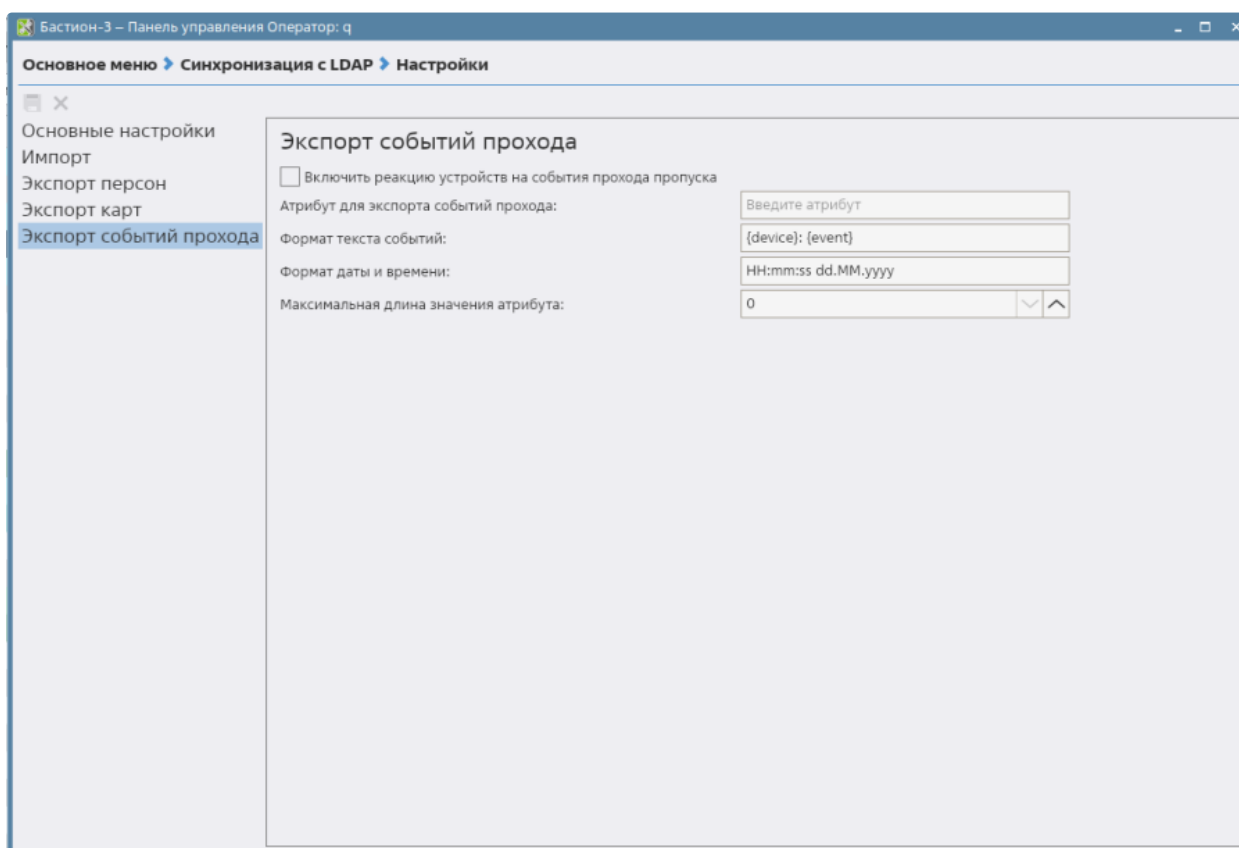 Бастион-3 – Панель управления Оператор: q
Основное меню > Синхронизация с LDAP > Настройки
Основные настройки
Импорт
Экспорт персон
Экспорт карт
Экспорт событий прохода
Экспорт событий прохода
Включить реакцию устройств на события прохода пропуска
Атрибут для экспорта событий прохода: Введите атрибут
Формат текста событий: {device}: {event}
Формат даты и времени: HH:mm:ss dd.MM.yyyy
Максимальная длина значения атрибута: 0